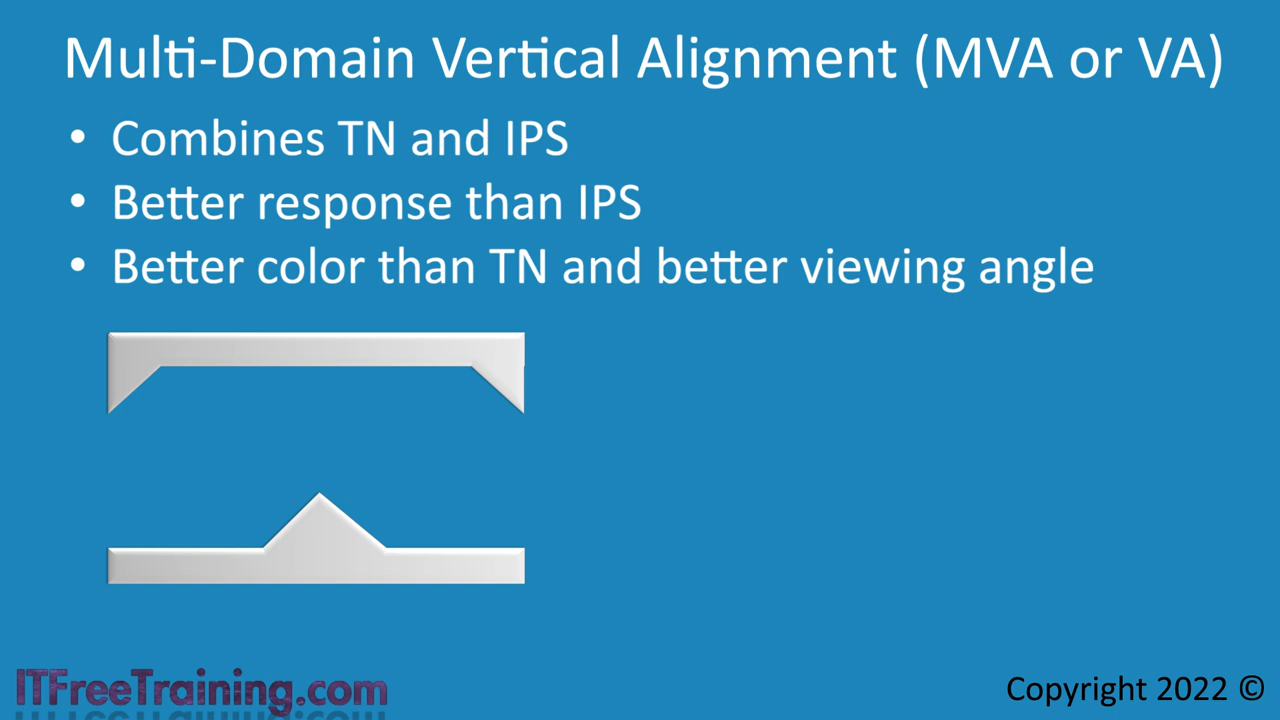 Multi-Domain Vertical Alignment (MVA or VA)
• Combines TN and IPS
• Better response than IPS
• Better color than TN and better viewing angle
ITFreeTraining.com
Copyright 2022 ©